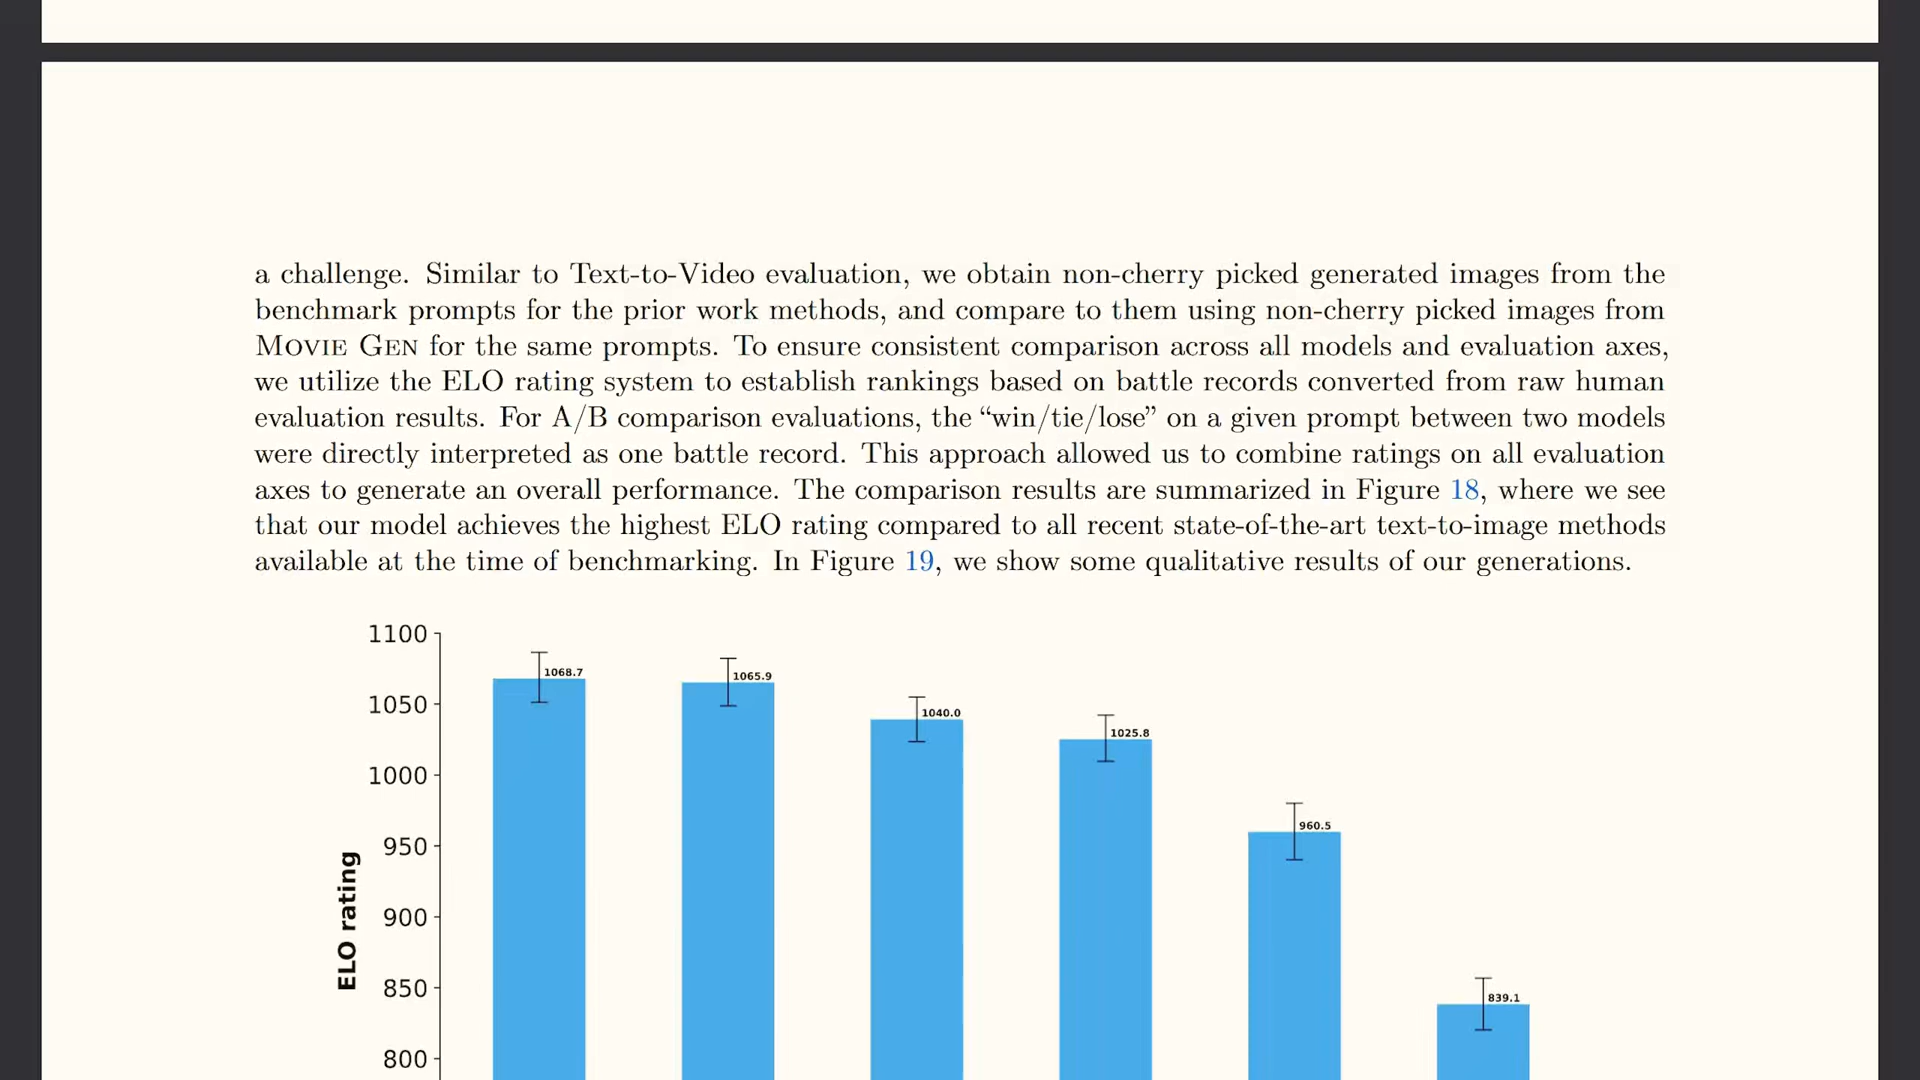 a challenge. Similar to Text-to-Video evaluation, we obtain non-cherry picked generated images from the
benchmark prompts for the prior work methods, and compare to them using non-cherry picked images from
MOVIE GEN for the same prompts. To ensure consistent comparison across all models and evaluation axes,
we utilize the ELO rating system to establish rankings based on battle records converted from raw human
evaluation results. For A/B comparison evaluations, the “win/tie/lose” on a given prompt between two models
were directly interpreted as one battle record. This approach allowed us to combine ratings on all evaluation
axes to generate an overall performance. The comparison results are summarized in Figure 18, where we see
that our model achieves the highest ELO rating compared to all recent state-of-the-art text-to-image methods
available at the time of benchmarking. In Figure 19, we show some qualitative results of our generations.
1100
1050
1000
950
900
850
800
ELO rating
1068.7
1065.9
1040.0
1025.8
960.5
839.1